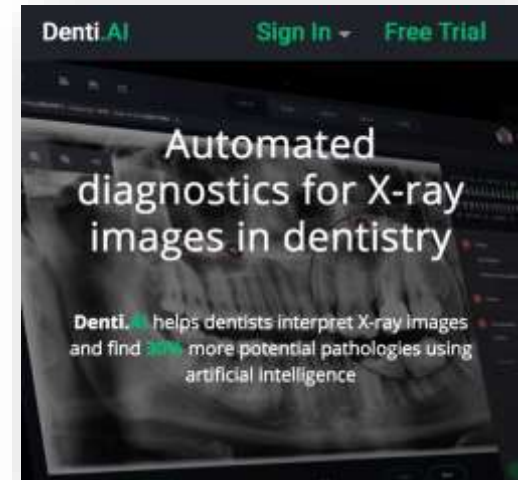 Denti.AI Sign In Free Trial
Automated
diagnostics for X-ray
images in dentistry
Denti.AI helps dentists interpret X-ray images
and find 30% more potential pathologies using
artificial intelligence